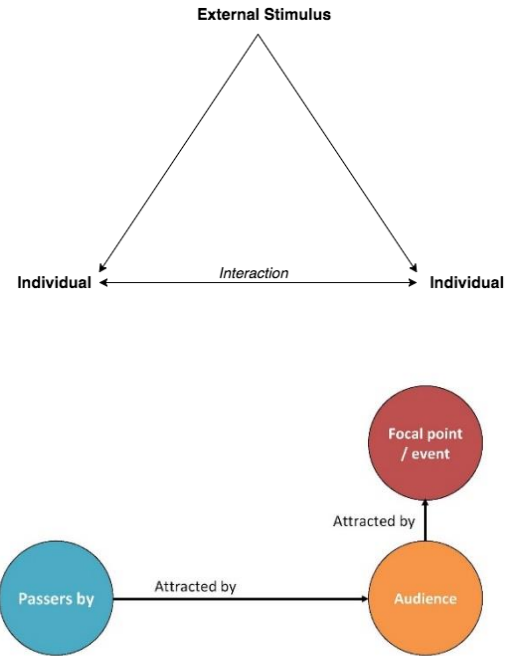 External Stimulus
Individual
Interaction
Individual
Focal point
/ event
Attracted by
Passers by
Attracted by
Audience